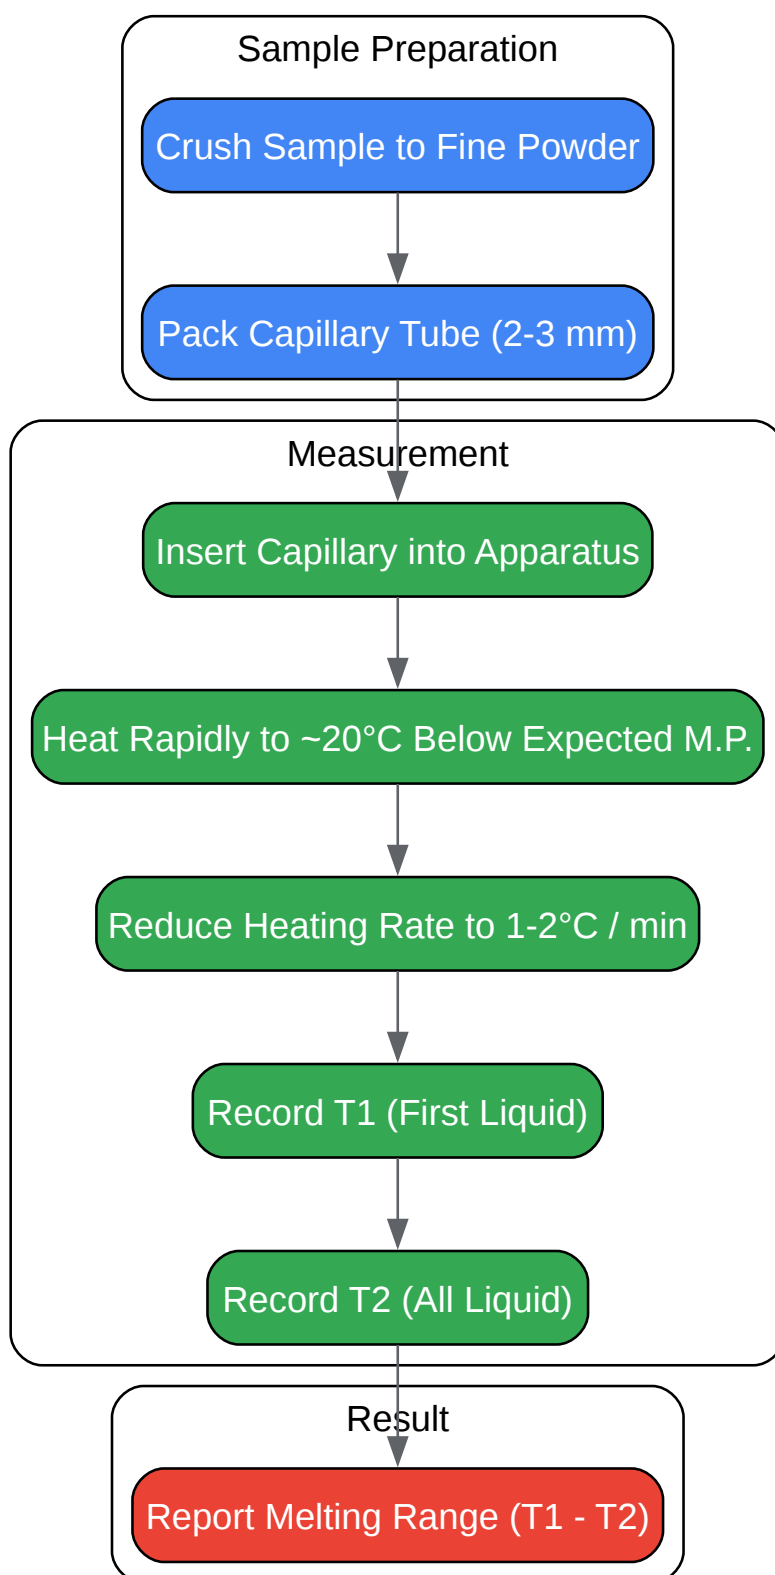 Sample Preparation
Crush Sample to Fine Powder
Pack Capillary Tube (2-3 mm)
Measurement
Insert Capillary into Apparatus
Heat Rapidly to ~20°C Below Expected M.P.
Reduce Heating Rate to 1-2°C / min
Record T1 (First Liquid)
Record T2 (All Liquid)
Result
Report Melting Range (T1 - T2)